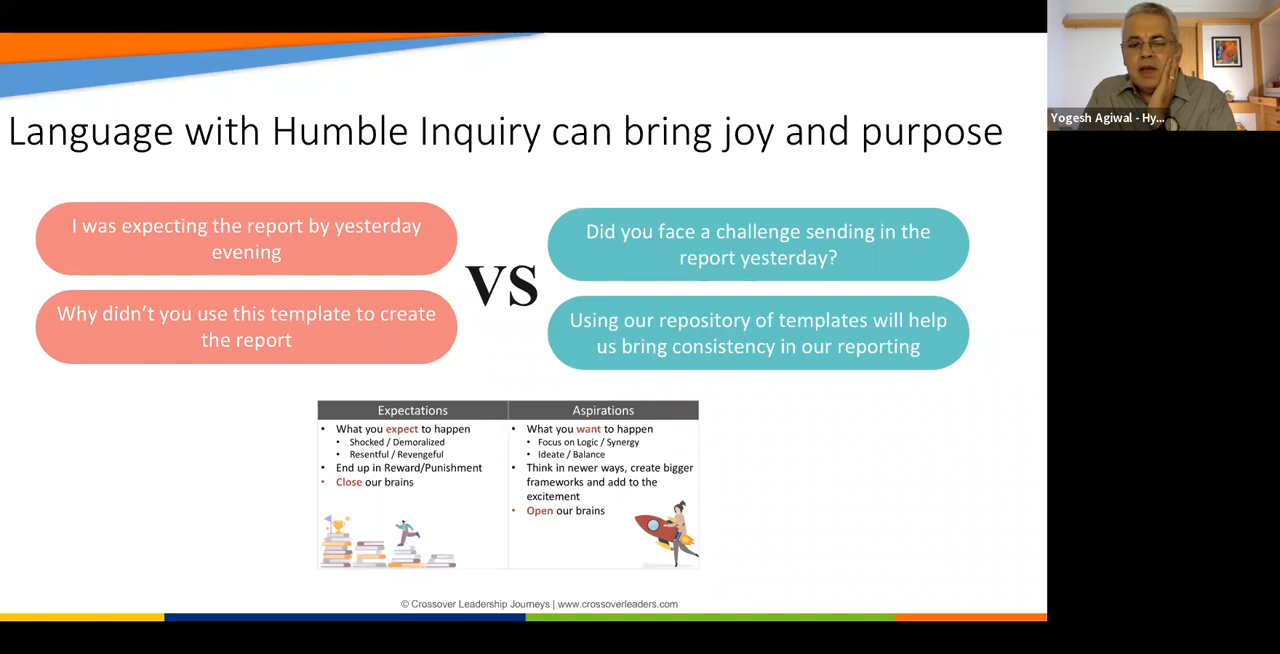 Language with Humble Inquiry can bring joy and purpose
I was expecting the report by yesterday
evening
Why didn’t you use this template to create
the report
VS
Did you face a challenge sending in the
report yesterday?
Using our repository of templates will help
us bring consistency in our reporting
Expectations
• What you expect to happen
• Shocked / Demoralized
• Resentful / Revengeful
• End up in Reward/Punishment
• Close our brains
Aspirations
• What you want to happen
• Focus on Logic / Synergy
• Ideate / Balance
• Think in newer ways, create bigger
frameworks and add to the
excitement
• Open our brains
© Crossover Leadership Journeys | www.crossoverleaders.com
Yogesh Agiwal - Hy...